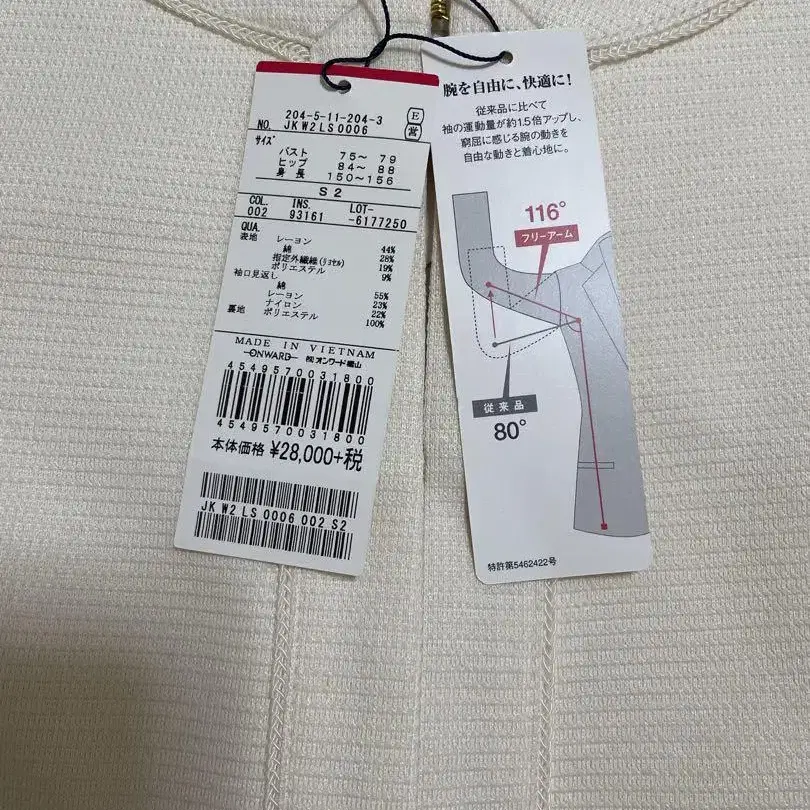 204-5-11-204-3 E
NO. JKW2LS0006 営
サイズ
バスト 75～ 79
ヒップ 84～ 88
身長 150～156
S2
COL. INS. LOT-
002 93161 -6177250
QUA.
表地 レーヨン 44%
綿 28%
指定外繊維(リヨセル) 19%
ポリエステル 9%
袖口見返し
綿 55%
レーヨン 23%
ナイロン 22%
裏地 ポリエステル 100%
MADE IN VIETNAM
ONWARD ㈱オンワード樫山
4549570031800
4549570031800
本体価格 ¥28,000+税
JKW2LS0006 002 S2
腕を自由に、快適に!
従来品に比べて
袖の運動量が約1.5倍アップし、
窮屈に感じる腕の動きを
自由な動きと着心地に。
116°
フリーアーム
従来品
80°
特許第5462422号